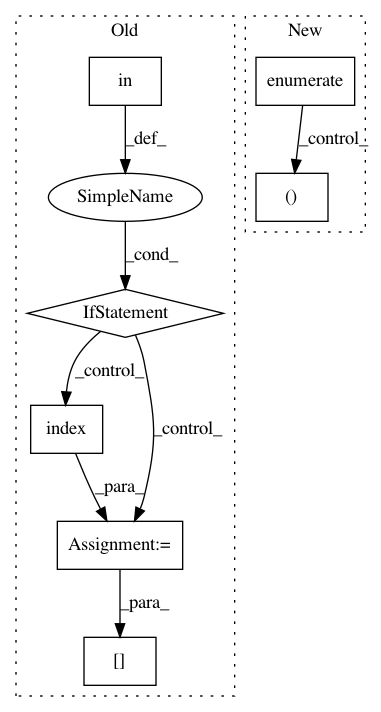 Old
New
in
enumerate
_def_
_control_
SimpleName
()
_cond_
IfStatement
_control_
_control_
index
_para_
Assignment:=
_para_
[]